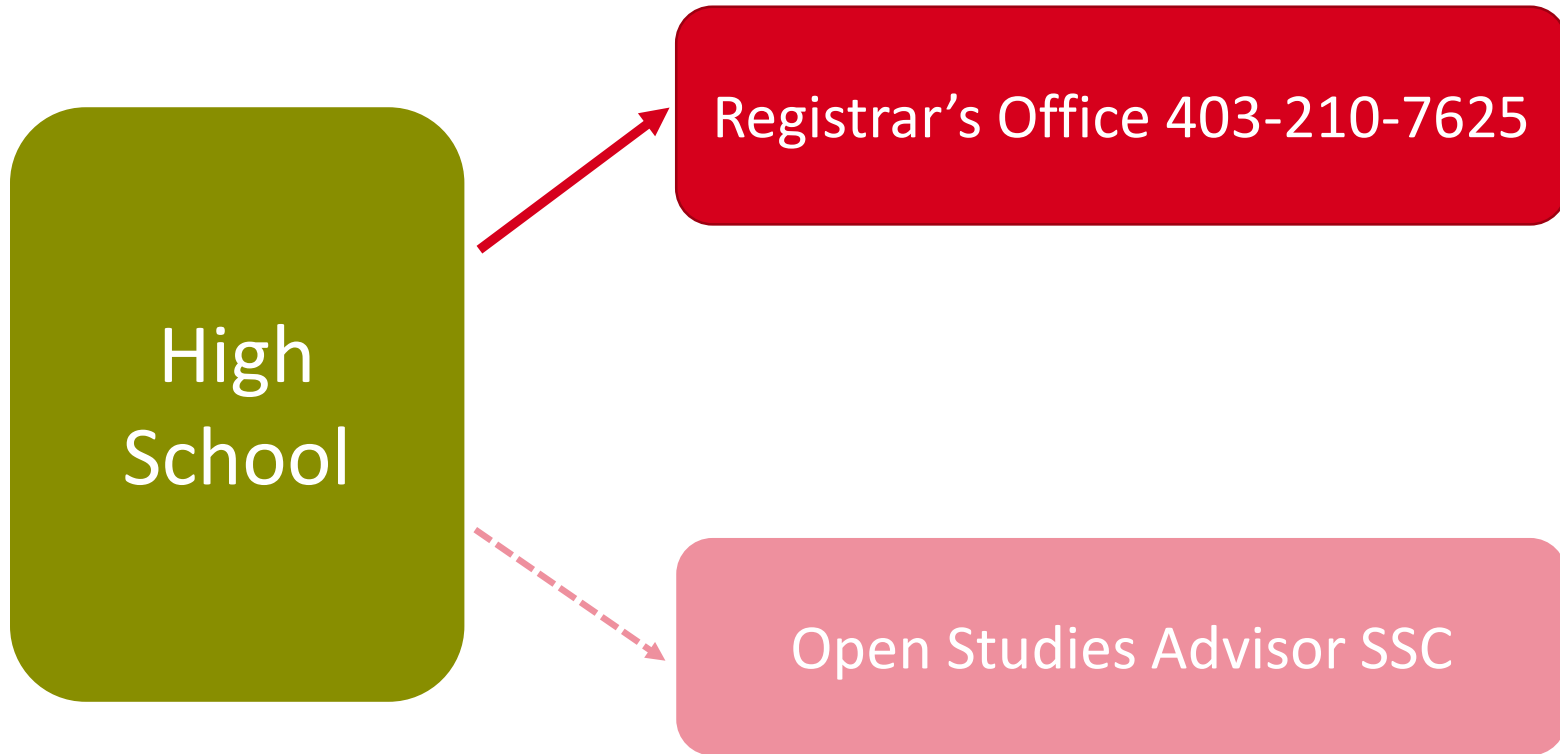 Registrar’s Office 403-210-7625
High
School
Open Studies Advisor SSC